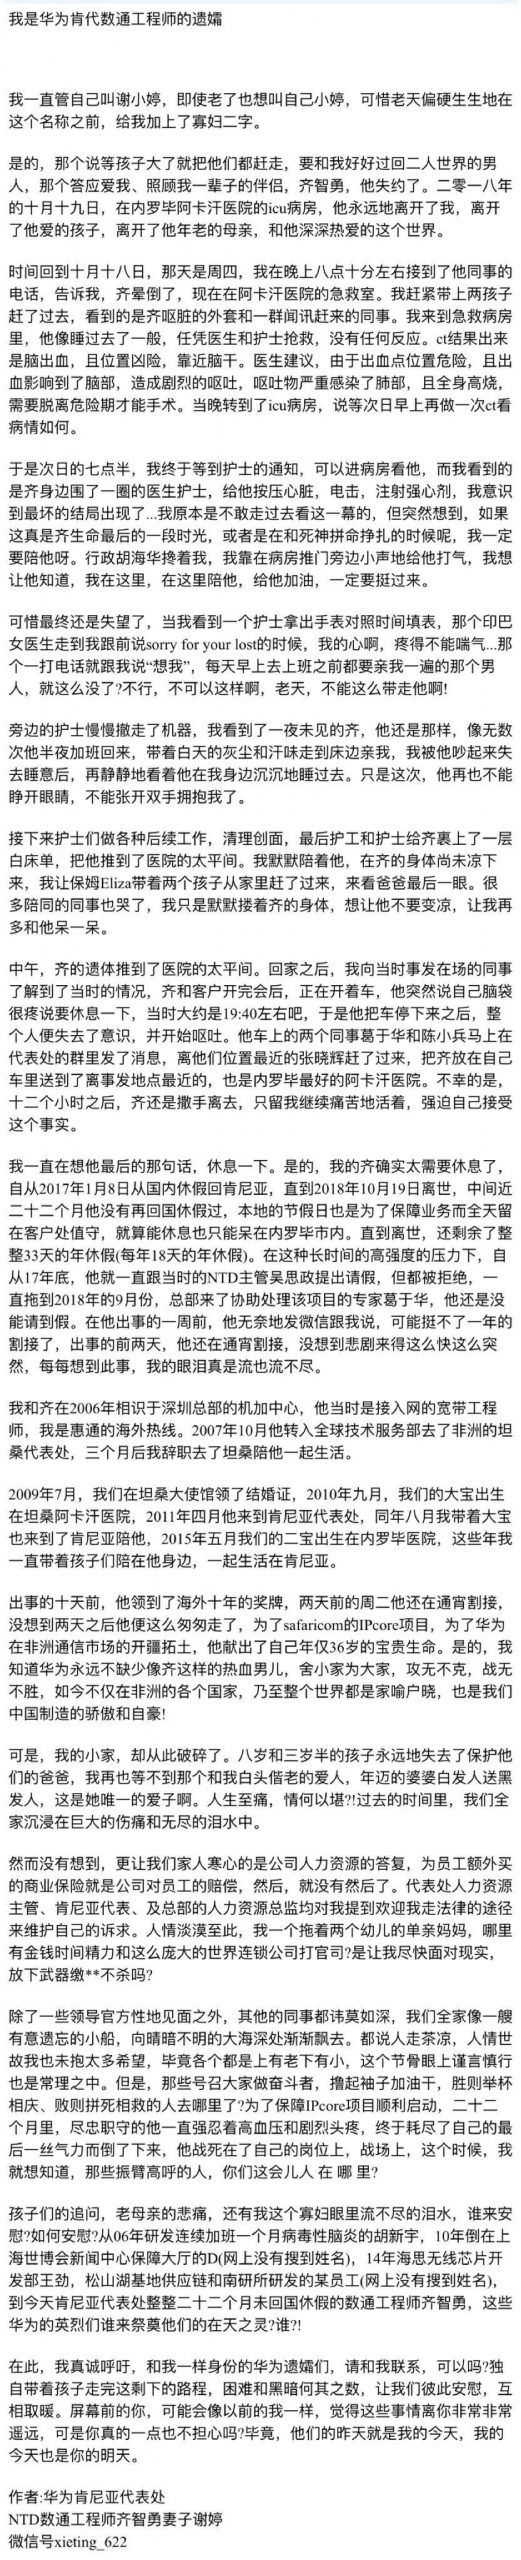 我是华为肯代数通工程师的遗孀
我一直管自己叫谢小婷，即使老了也想叫自己小婷，可惜老天偏硬生生地在
这个名称之前，给我加上了寡妇二字。
是的，那个说等孩子大了就把他们都赶走，要和我好好过回二人世界的男
人，那个答应爱我、照顾我一辈子的伴侣，齐智勇，他失约了。二零一八年
的十月十九日，在内罗毕阿卡汗医院的icu病房，他永远地离开了我，离开
了他爱的孩子，离开了他年老的母亲，和他深深热爱的这个世界。
时间回到十月十八日，那天是周四，我在晚上八点十分左右接到了他同事的
电话，告诉我，齐晕倒了，现在在阿卡汗医院的急救室。我赶紧带上两孩子
赶了过去，看到的是齐呕脏的外套和一群闻讯赶来的同事。我来到急救病房
里，他像睡过去了一般，任凭医生和护士抢救，没有任何反应。ct结果出来
是脑出血，且位置凶险，靠近脑干。医生建议，由于出血点位置危险，且出
血影响到了脑部，造成剧烈的呕吐，呕吐物严重感染了肺部，且全身高烧，
需要脱离危险期才能手术。当晚转到了icu病房，说等次日早上再做一次ct看
病情如何。
于是次日的七点半，我终于等到护士的通知，可以进病房看他，而我看到的
是齐身边围了一圈的医生护士，给他按压心脏，电击，注射强心剂，我意识
到最坏的结局出现了...我原本是不敢走过去看这一幕的，但突然想到，如果
这真是齐生命最后的一段时光，或者是在和死神拼命挣扎的时候呢，我一定
要陪他呀。行政胡海华搀着我，我靠在病房推门旁边小声地给他打气，我想
让他知道，我在这里，在这里陪他，给他加油，一定要挺过来。
可惜最终还是失望了，当我看到一个护士拿出手表对照时间填表，那个印巴
女医生走到我跟前说sorry for your lost的时候，我的心啊，疼得不能喘气...那
个一打电话就跟我说“想我”，每天早上去上班之前都要亲我一遍的那个男
人，就这么没了?不行，不可以这样啊，老天，不能这么带走他啊!
旁边的护士慢慢撤走了机器，我看到了一夜未见的齐，他还是那样，像无数
次他半夜加班回来，带着白天的灰尘和汗味走到床边亲我，我被他吵起来失
去睡意后，再静静地看着他在我身边沉沉地睡过去。只是这次，他再也不能
睁开眼睛，不能张开双手拥抱我了。
接下来护士们做各种后续工作，清理创面，最后护工和护士给齐裹上了一层
白床单，把他推到了医院的太平间。我默默陪着他，在齐的身体尚未凉下
来，我让保姆Eliza带着两个孩子从家里赶了过来，来看爸爸最后一眼。很
多陪同的同事也哭了，我只是默默搂着齐的身体，想让他不要变凉，让我再
多和他呆一呆。
中午，齐的遗体推到了医院的太平间。回家之后，我向当时事发在场的同事
了解到了当时的情况，齐和客户开完会后，正在开着车，他突然说自己脑袋
很疼说要休息一下，当时大约是19:40左右吧，于是他把车停下来之后，整
个人便失去了意识，并开始呕吐。他车上的两个同事葛于华和陈小兵马上在
代表处的群里发了消息，离他们位置最近的张晓辉赶了过来，把齐放在自己
车里送到了离事发地点最近的，也是内罗毕最好的阿卡汗医院。不幸的是，
十二个小时之后，齐还是撒手离去，只留我继续痛苦地活着，强迫自己接受
这个事实。
我一直在想他最后的那句话，休息一下。是的，我的齐确实太需要休息了，
自从2017年1月8日从国内休假回肯尼亚，直到2018年10月19日离世，中间近
二十二个月他没有再回国休假过，本地的节假日也是为了保障业务而全天留
在客户处值守，就算能休息也只能呆在内罗毕市内。直到离世，还剩余了整
整33天的年休假(每年18天的年休假)。在这种长时间的高强度的压力下，自
从17年底，他就一直跟当时的NTD主管吴思政提出请假，但都被拒绝，一
直拖到2018年的9月份，总部来了协助处理该项目的专家葛于华，他还是没
能请到假。在他出事的一周前，他无奈地发微信跟我说，可能挺不了一年的
割接了，出事的前两天，他还在通宵割接，没想到悲剧来得这么快这么突
然，每每想到此事，我的眼泪真是流也流不尽。
我和齐在2006年相识于深圳总部的机加中心，他当时是接入网的宽带工程
师，我是惠通的海外热线。2007年10月他转入全球技术服务部去了非洲的坦
桑代表处，三个月后我辞职去了坦桑陪他一起生活。
2009年7月，我们在坦桑大使馆领了结婚证，2010年九月，我们的大宝出生
在坦桑阿卡汗医院，2011年四月他来到肯尼亚代表处，同年八月我带着大宝
也来到了肯尼亚陪他，2015年五月我们的二宝出生在内罗毕医院，这些年我
一直带着孩子们陪在他身边，一起生活在肯尼亚。
出事的十天前，他领到了海外十年的奖牌，两天前的周二他还在通宵割接，
没想到两天之后他便这么匆匆走了，为了safaricom的IPcore项目，为了华为
在非洲通信市场的开疆拓土，他献出了自己年仅36岁的宝贵生命。是的，我
知道华为永远不缺少像齐这样的热血男儿，舍小家为大家，攻无不克，战无
不胜，如今不仅在非洲的各个国家，乃至整个世界都是家喻户晓，也是我们
中国制造的骄傲和自豪!
可是，我的小家，却从此破碎了。八岁和三岁半的孩子永远地失去了保护他
们的爸爸，我再也等不到那个和我白头偕老的爱人，年迈的婆婆白发人送黑
发人，这是她唯一的爱子啊。人生至痛，情何以堪?!过去的时间里，我们全
家沉浸在巨大的伤痛和无尽的泪水中。
然而没有想到，更让我们家人寒心的是公司人力资源的答复，为员工额外买
的商业保险就是公司对员工的赔偿，然后，就没有然后了。代表处人力资源
主管、肯尼亚代表、及总部的人力资源总监均对我提到欢迎我走法律的途径
来维护自己的诉求。人情淡漠至此，我一个拖着两个幼儿的单亲妈妈，哪里
有金钱时间精力和这么庞大的世界连锁公司打官司?是让我尽快面对现实，
放下武器缴**不杀吗?
除了一些领导官方性地见面之外，其他的同事都讳莫如深，我们全家像一艘
有意遗忘的小船，向晴暗不明的大海深处渐渐飘去。都说人走茶凉，人情世
故我也未抱太多希望，毕竟各个都是上有老下有小，这个节骨眼上谨言慎行
也是常理之中。但是，那些号召大家做奋斗者，撸起袖子加油干，胜则举杯
相庆、败则拼死相救的人去哪里了?为了保障IPcore项目顺利启动，二十二
个月里，尽忠职守的他一直强忍着高血压和剧烈头疼，终于耗尽了自己的最
后一丝气力而倒了下来，他战死在了自己的岗位上，战场上，这个时候，我
就想知道，那些振臂高呼的人，你们这会儿人 在 哪 里?
孩子们的追问，老母亲的悲痛，还有我这个寡妇眼里流不尽的泪水，谁来安
慰?如何安慰?从06年研发连续加班一个月病毒性脑炎的胡新宇，10年倒在上
海世博会新闻中心保障大厅的D(网上没有搜到姓名)，14年海思无线芯片开
发部王劲，松山湖基地供应链和南研所研发的某员工(网上没有搜到姓名)，
到今天肯尼亚代表处整整二十二个月未回国休假的数通工程师齐智勇，这些
华为的英烈们谁来祭奠他们的在天之灵?谁?!
在此，我真诚呼吁，和我一样身份的华为遗孀们，请和我联系，可以吗?独
自带着孩子走完这剩下的路程，困难和黑暗何其之数，让我们彼此安慰，互
相取暖。屏幕前的你，可能会像以前的我一样，觉得这些事情离你非常非常
遥远，可是你真的一点也不担心吗?毕竟，他们的昨天就是我的今天，我的
今天也是你的明天。
作者:华为肯尼亚代表处
NTD数通工程师齐智勇妻子谢婷
微信号xieting_622